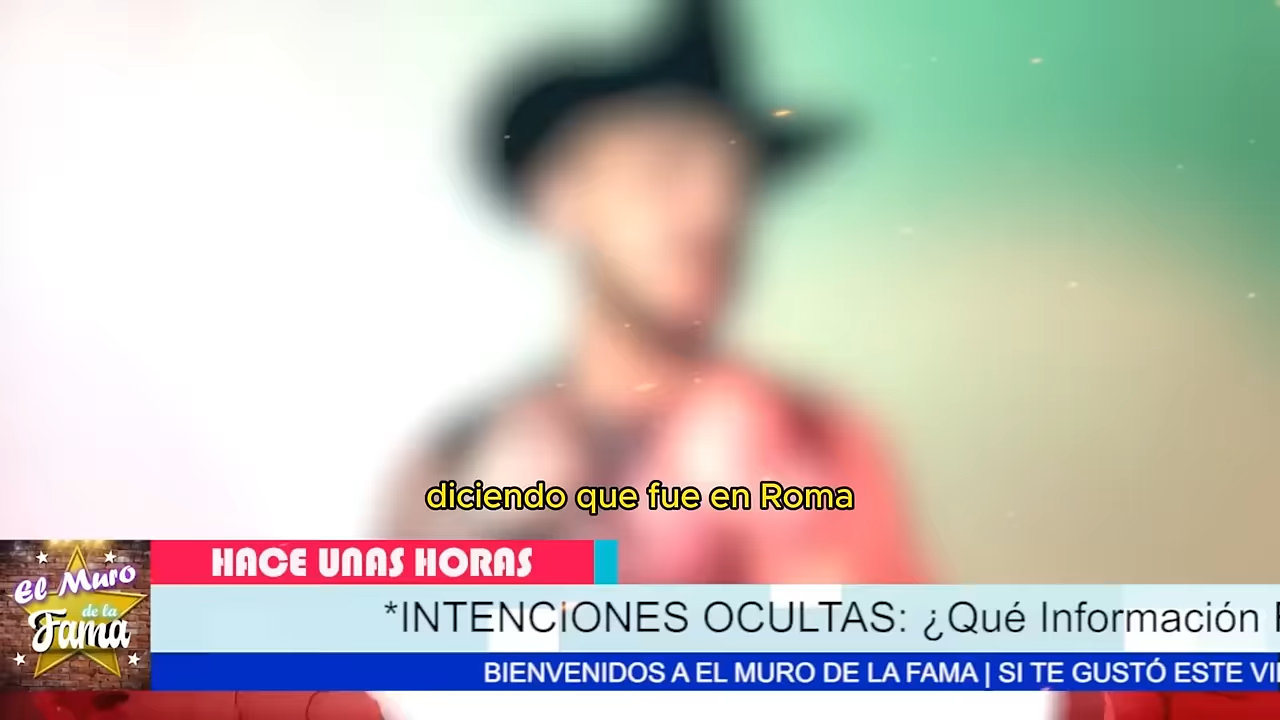 diciendo que fue en Roma
HACE UNAS HORAS
El Muro
de la
Fama
*INTENCIONES OCULTAS: ¿Qué Información
BIENVENIDOS A EL MURO DE LA FAMA | SI TE GUSTÓ ESTE